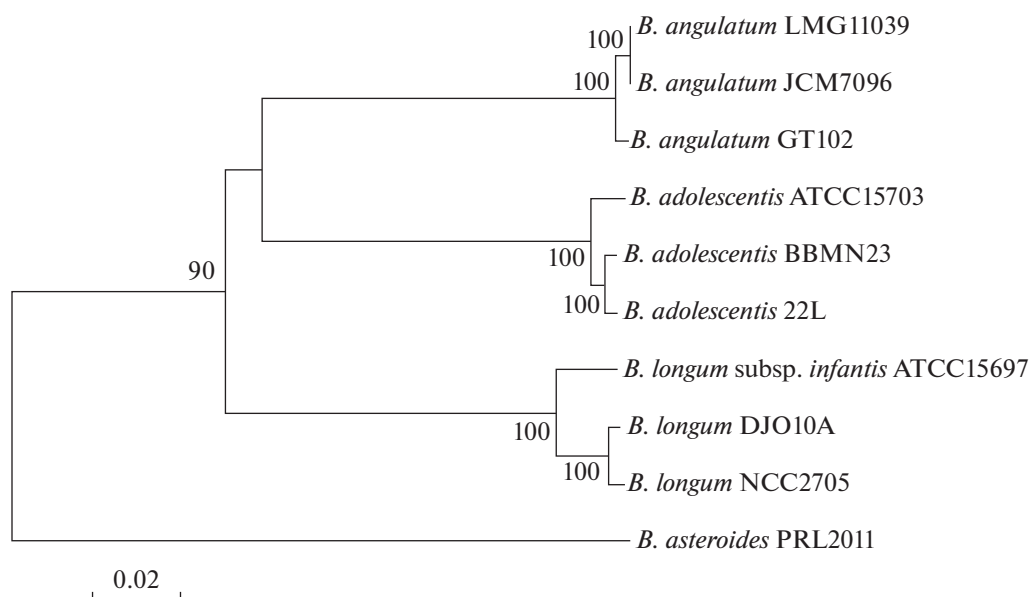 B. angulatum LMG11039
100
100
B. angulatum JCM7096
B. angulatum GT102
B. adolescentis ATCC15703
100
B. adolescentis BBMN23
90
100
B. adolescentis 22L
B. longum subsp. infantis ATCC15697
100
B. longum DJO10A
100
B. longum NCC2705
B. asteroides PRL2011
0.02